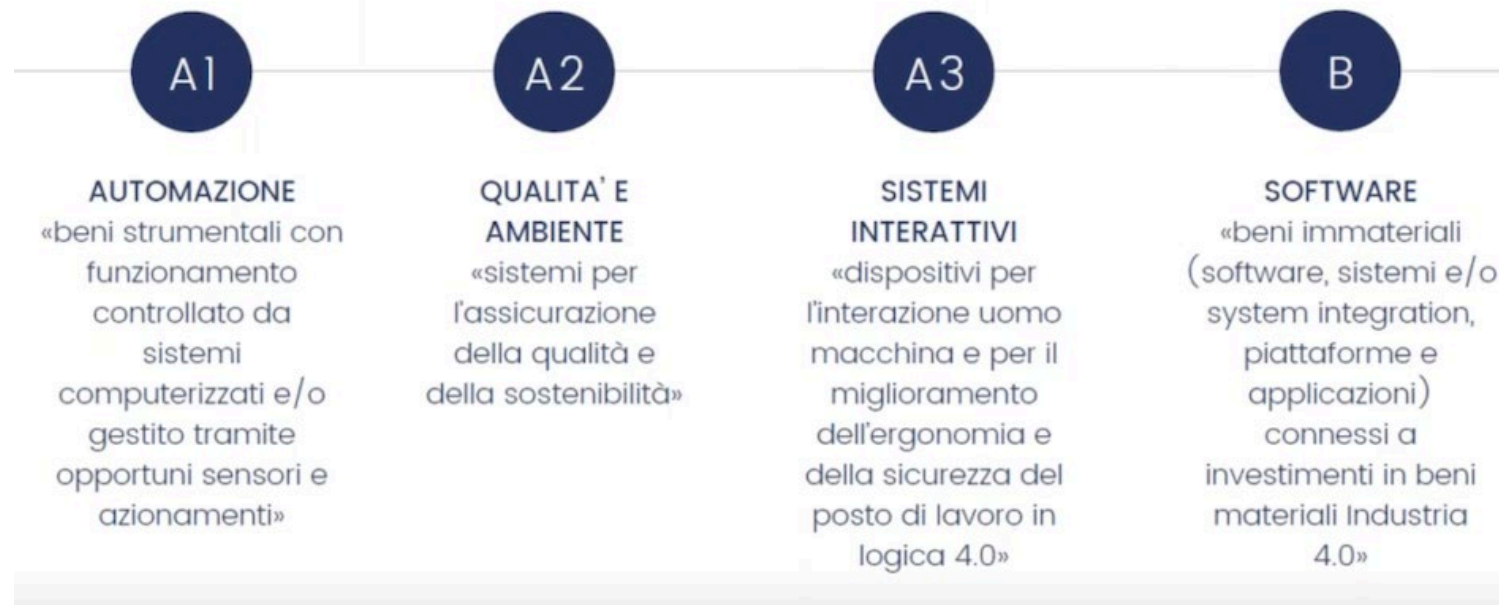 A1
AUTOMAZIONE
«beni strumentali con
funzionamento
controllato da
sistemi
computerizzati e/o
gestito tramite
opportuni sensori e
azionamenti»
A2
QUALITA' E
AMBIENTE
«sistemi per
l'assicurazione
della qualità e
della sostenibilità»
A3
SISTEMI
INTERATTIVI
«dispositivi per
l'interazione uomo
macchina e per il
miglioramento
dell'ergonomia e
della sicurezza del
posto di lavoro in
logica 4.0»
B
SOFTWARE
«beni immateriali
(software, sistemi e/o
system integration,
piattaforme e
applicazioni)
connessi a
investimenti in beni
materiali Industria
4.0»